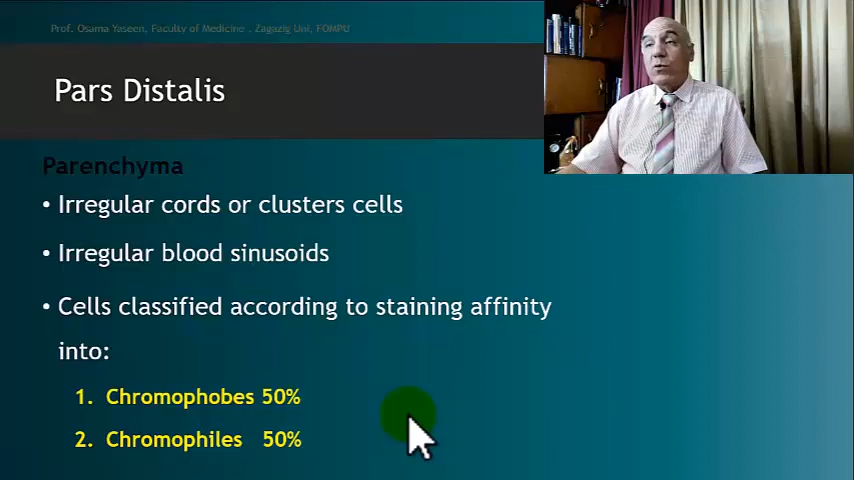 Prof. Osama Yaseen, Faculty of Medicine . Zagazig Uni, FOMPU
Pars Distalis
Parenchyma
• Irregular cords or clusters cells
• Irregular blood sinusoids
• Cells classified according to staining affinity
into:
1. Chromophobes 50%
2. Chromophiles 50%